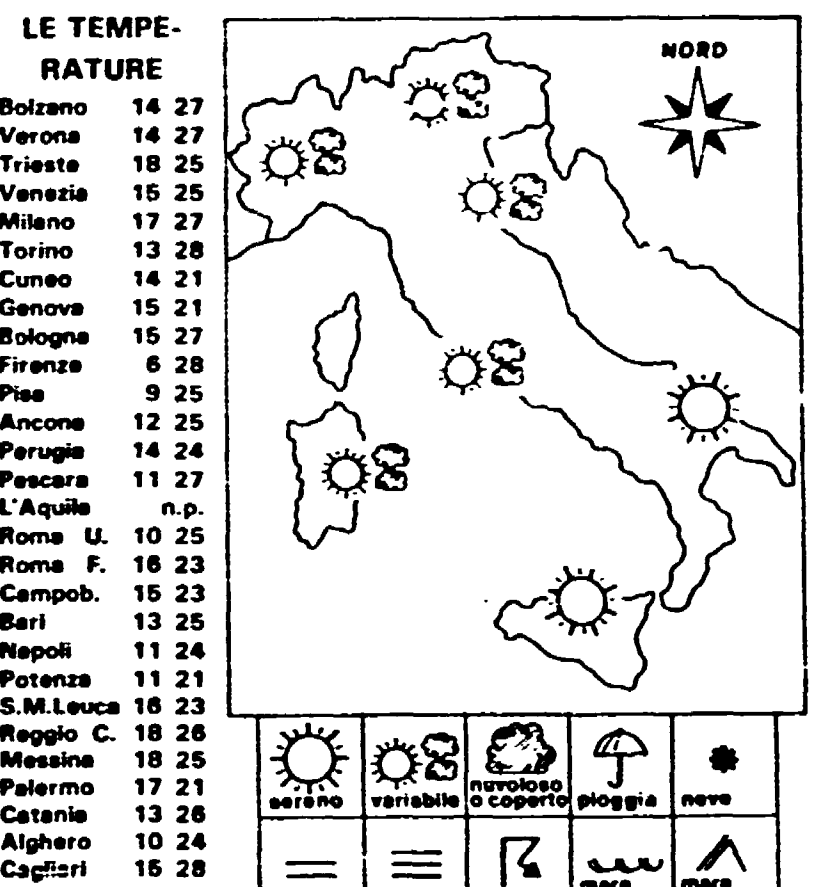 LE TEMPE-
RATURE
Bolzano 14 27
Verona 14 27
Trieste 18 25
Venezia 15 25
Milano 17 27
Torino 13 28
Cuneo 14 21
Genova 15 21
Bologna 15 27
Firenze 6 28
Pisa 9 25
Ancona 12 25
Perugia 14 24
Pescara 11 27
L'Aquila n.p.
Roma U. 10 25
Roma F. 16 23
Campob. 15 23
Bari 13 25
Napoli 11 24
Potenza 11 21
S.M.Leuca 16 23
Reggio C. 18 26
Messina 18 25
Palermo 17 21
Catania 13 26
Alghero 10 24
Cagliari 15 28
NORD
sereno
variabile
nuvoloso
o coperto
pioggia
neve
mare
mare